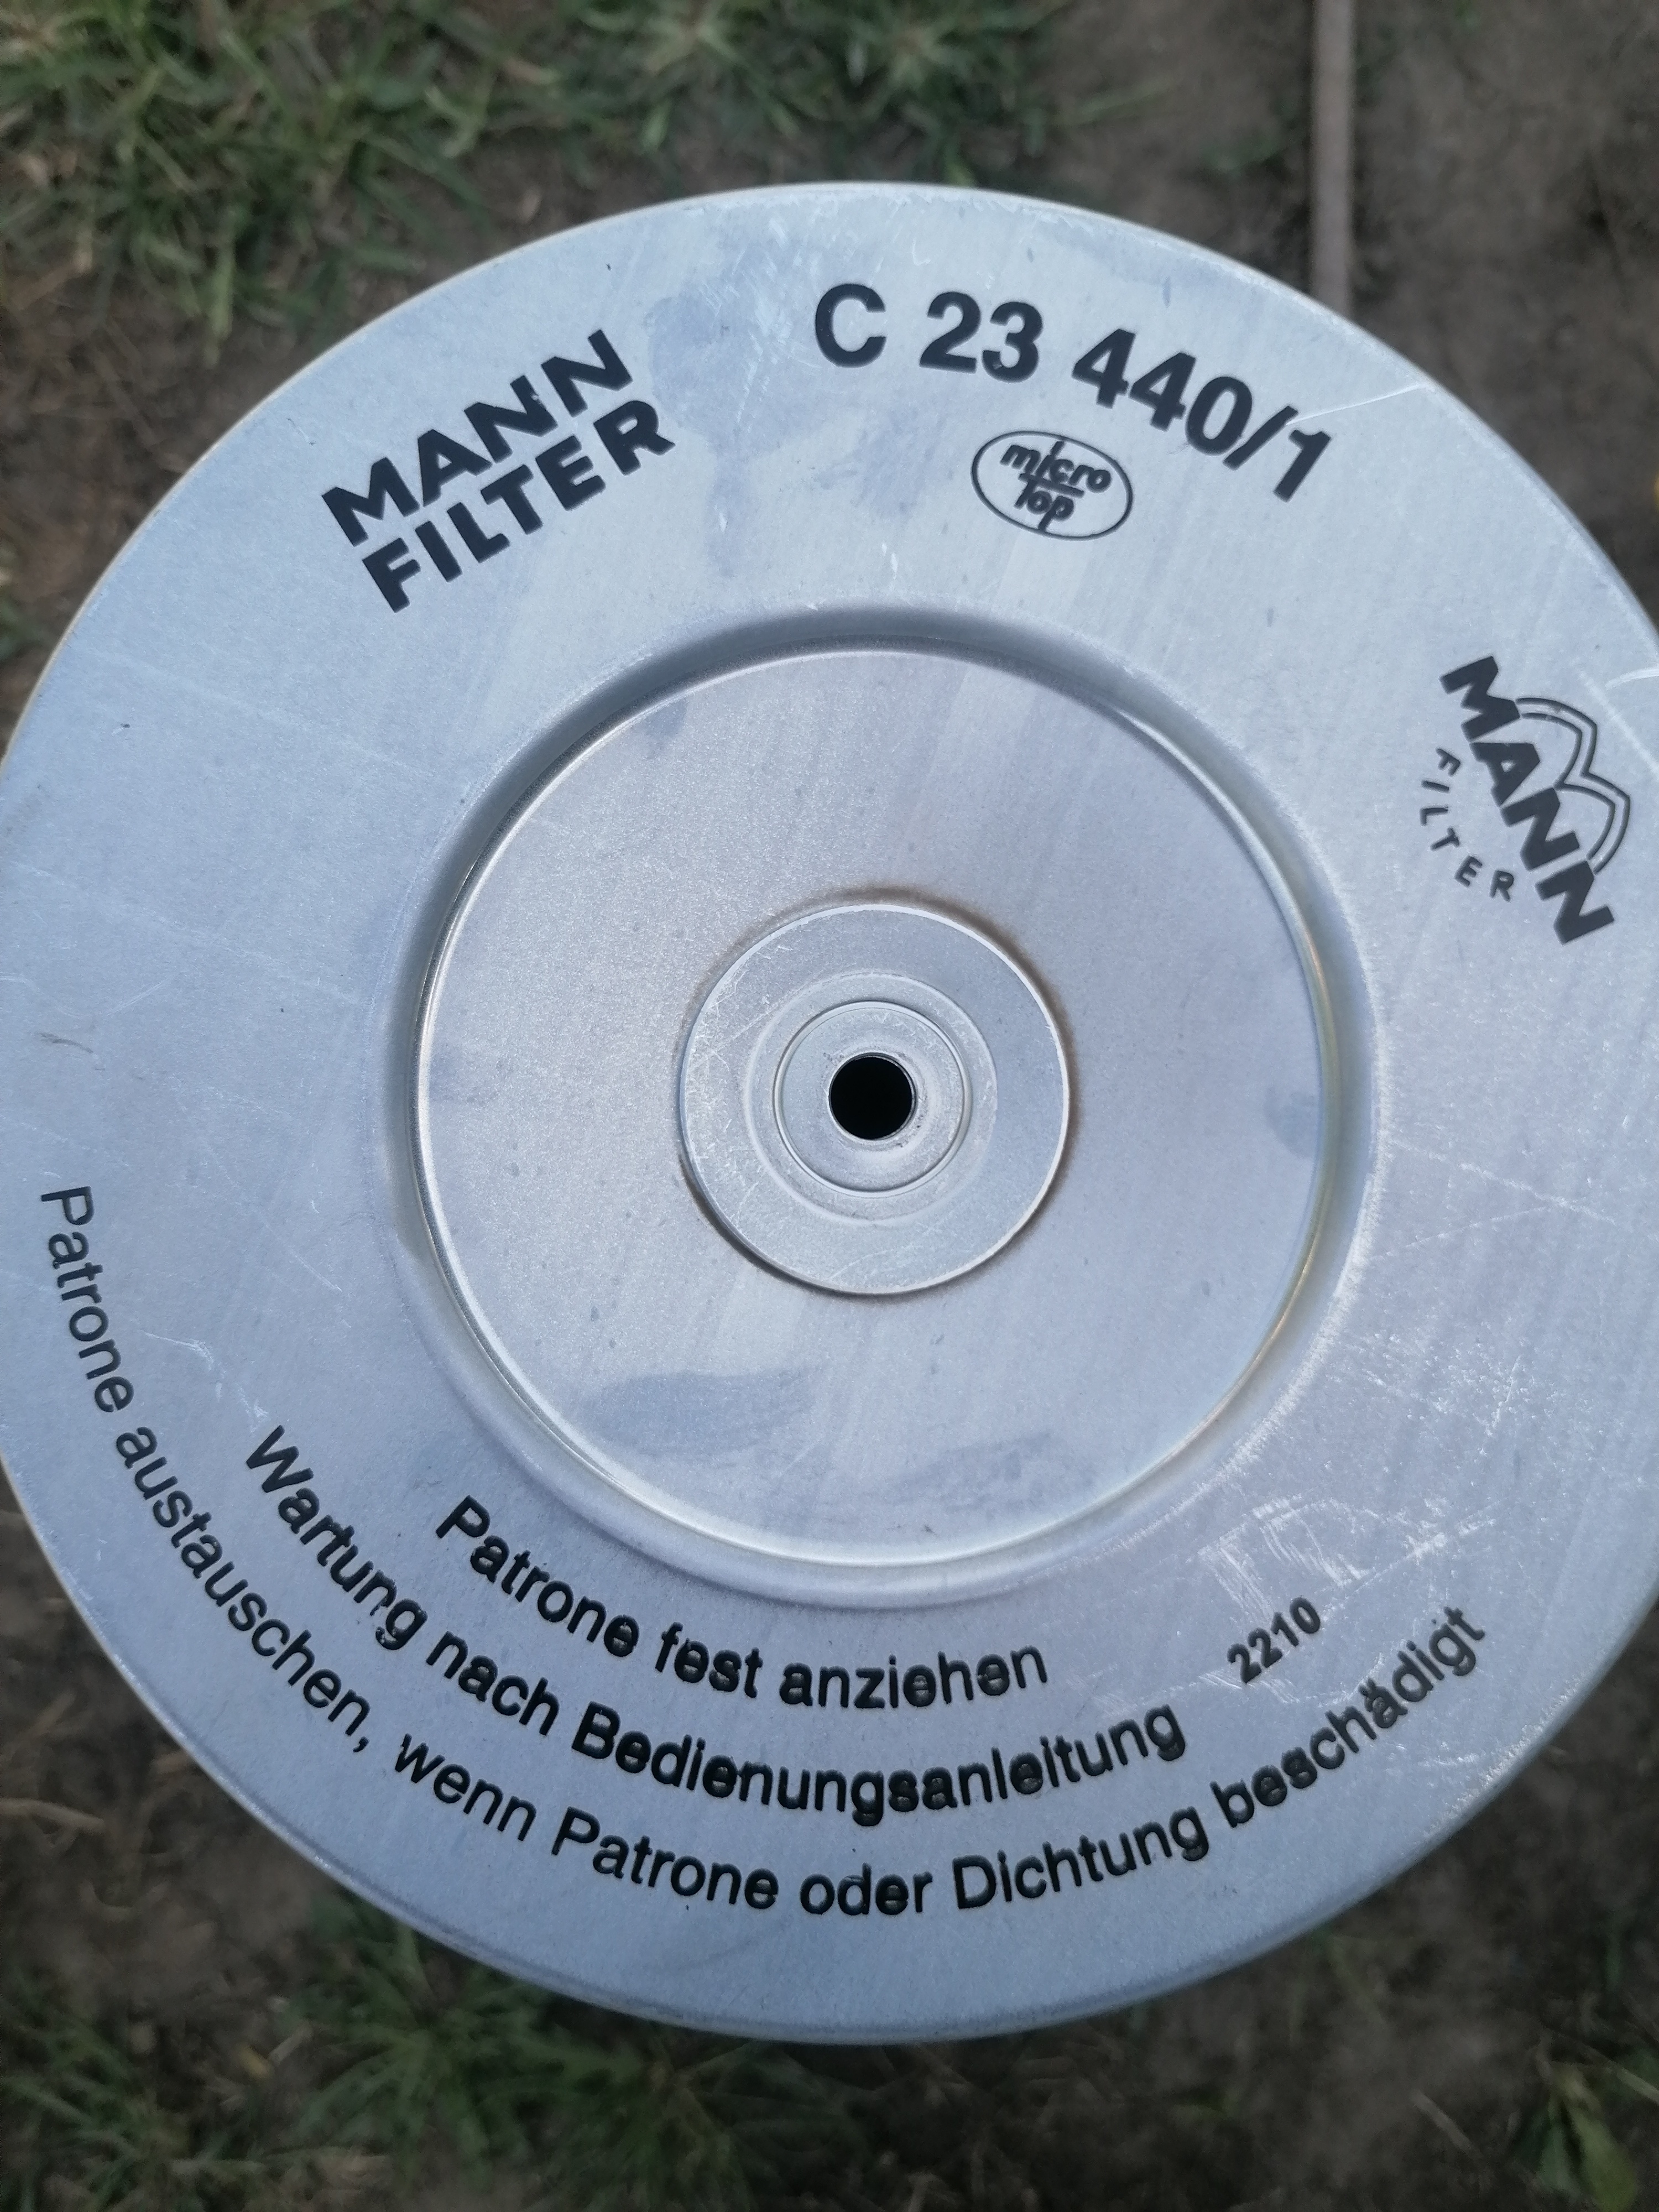 MANN
FILTER
C 23 440/1
micro
Top
MANN
FILTER
Patrone fest anziehen
Wartung nach Bedienungsanleitung
2210
Patrone austauschen, wenn Patrone oder Dichtung beschädigt